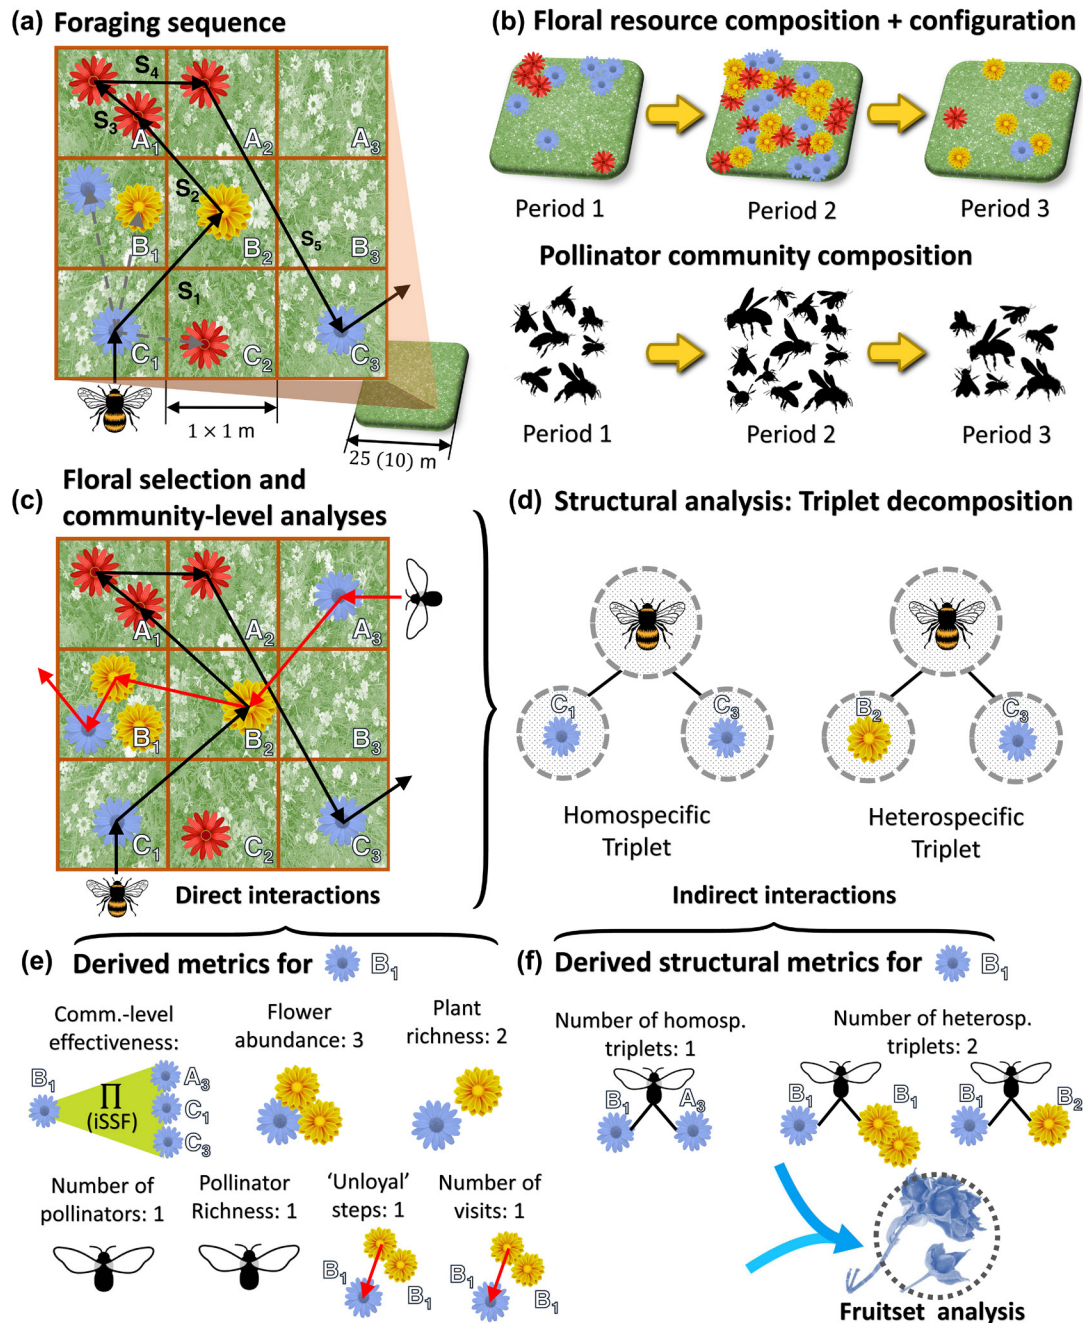 (a) Foraging sequence
S4
S3
A1
A2
A3
S2
S5
B1
B2
B3
S1
C1
C2
C3
1 × 1 m
25 (10) m
(b) Floral resource composition + configuration
Period 1
Period 2
Period 3
Pollinator community composition
Period 1
Period 2
Period 3
(c) Floral selection and
community-level analyses
A1
A2
A3
B1
B2
B3
C1
C2
C3
Direct interactions
(d) Structural analysis: Triplet decomposition
C1
C3
B2
C3
Homospecific
Triplet
Heterospecific
Triplet
Indirect interactions
(e) Derived metrics for B1
Comm.-level
effectiveness:
B1
Π
(iSSF)
A3
C1
C3
Flower
abundance: 3
Plant
richness: 2
Number of
pollinators: 1
Pollinator
Richness: 1
‘Unloyal’
steps: 1
B1
B1
Number of
visits: 1
B1
B1
(f) Derived structural metrics for B1
Number of homosp.
triplets: 1
B1
A3
Number of heterosp.
triplets: 2
B1
B1
B1
B2
Fruitset analysis